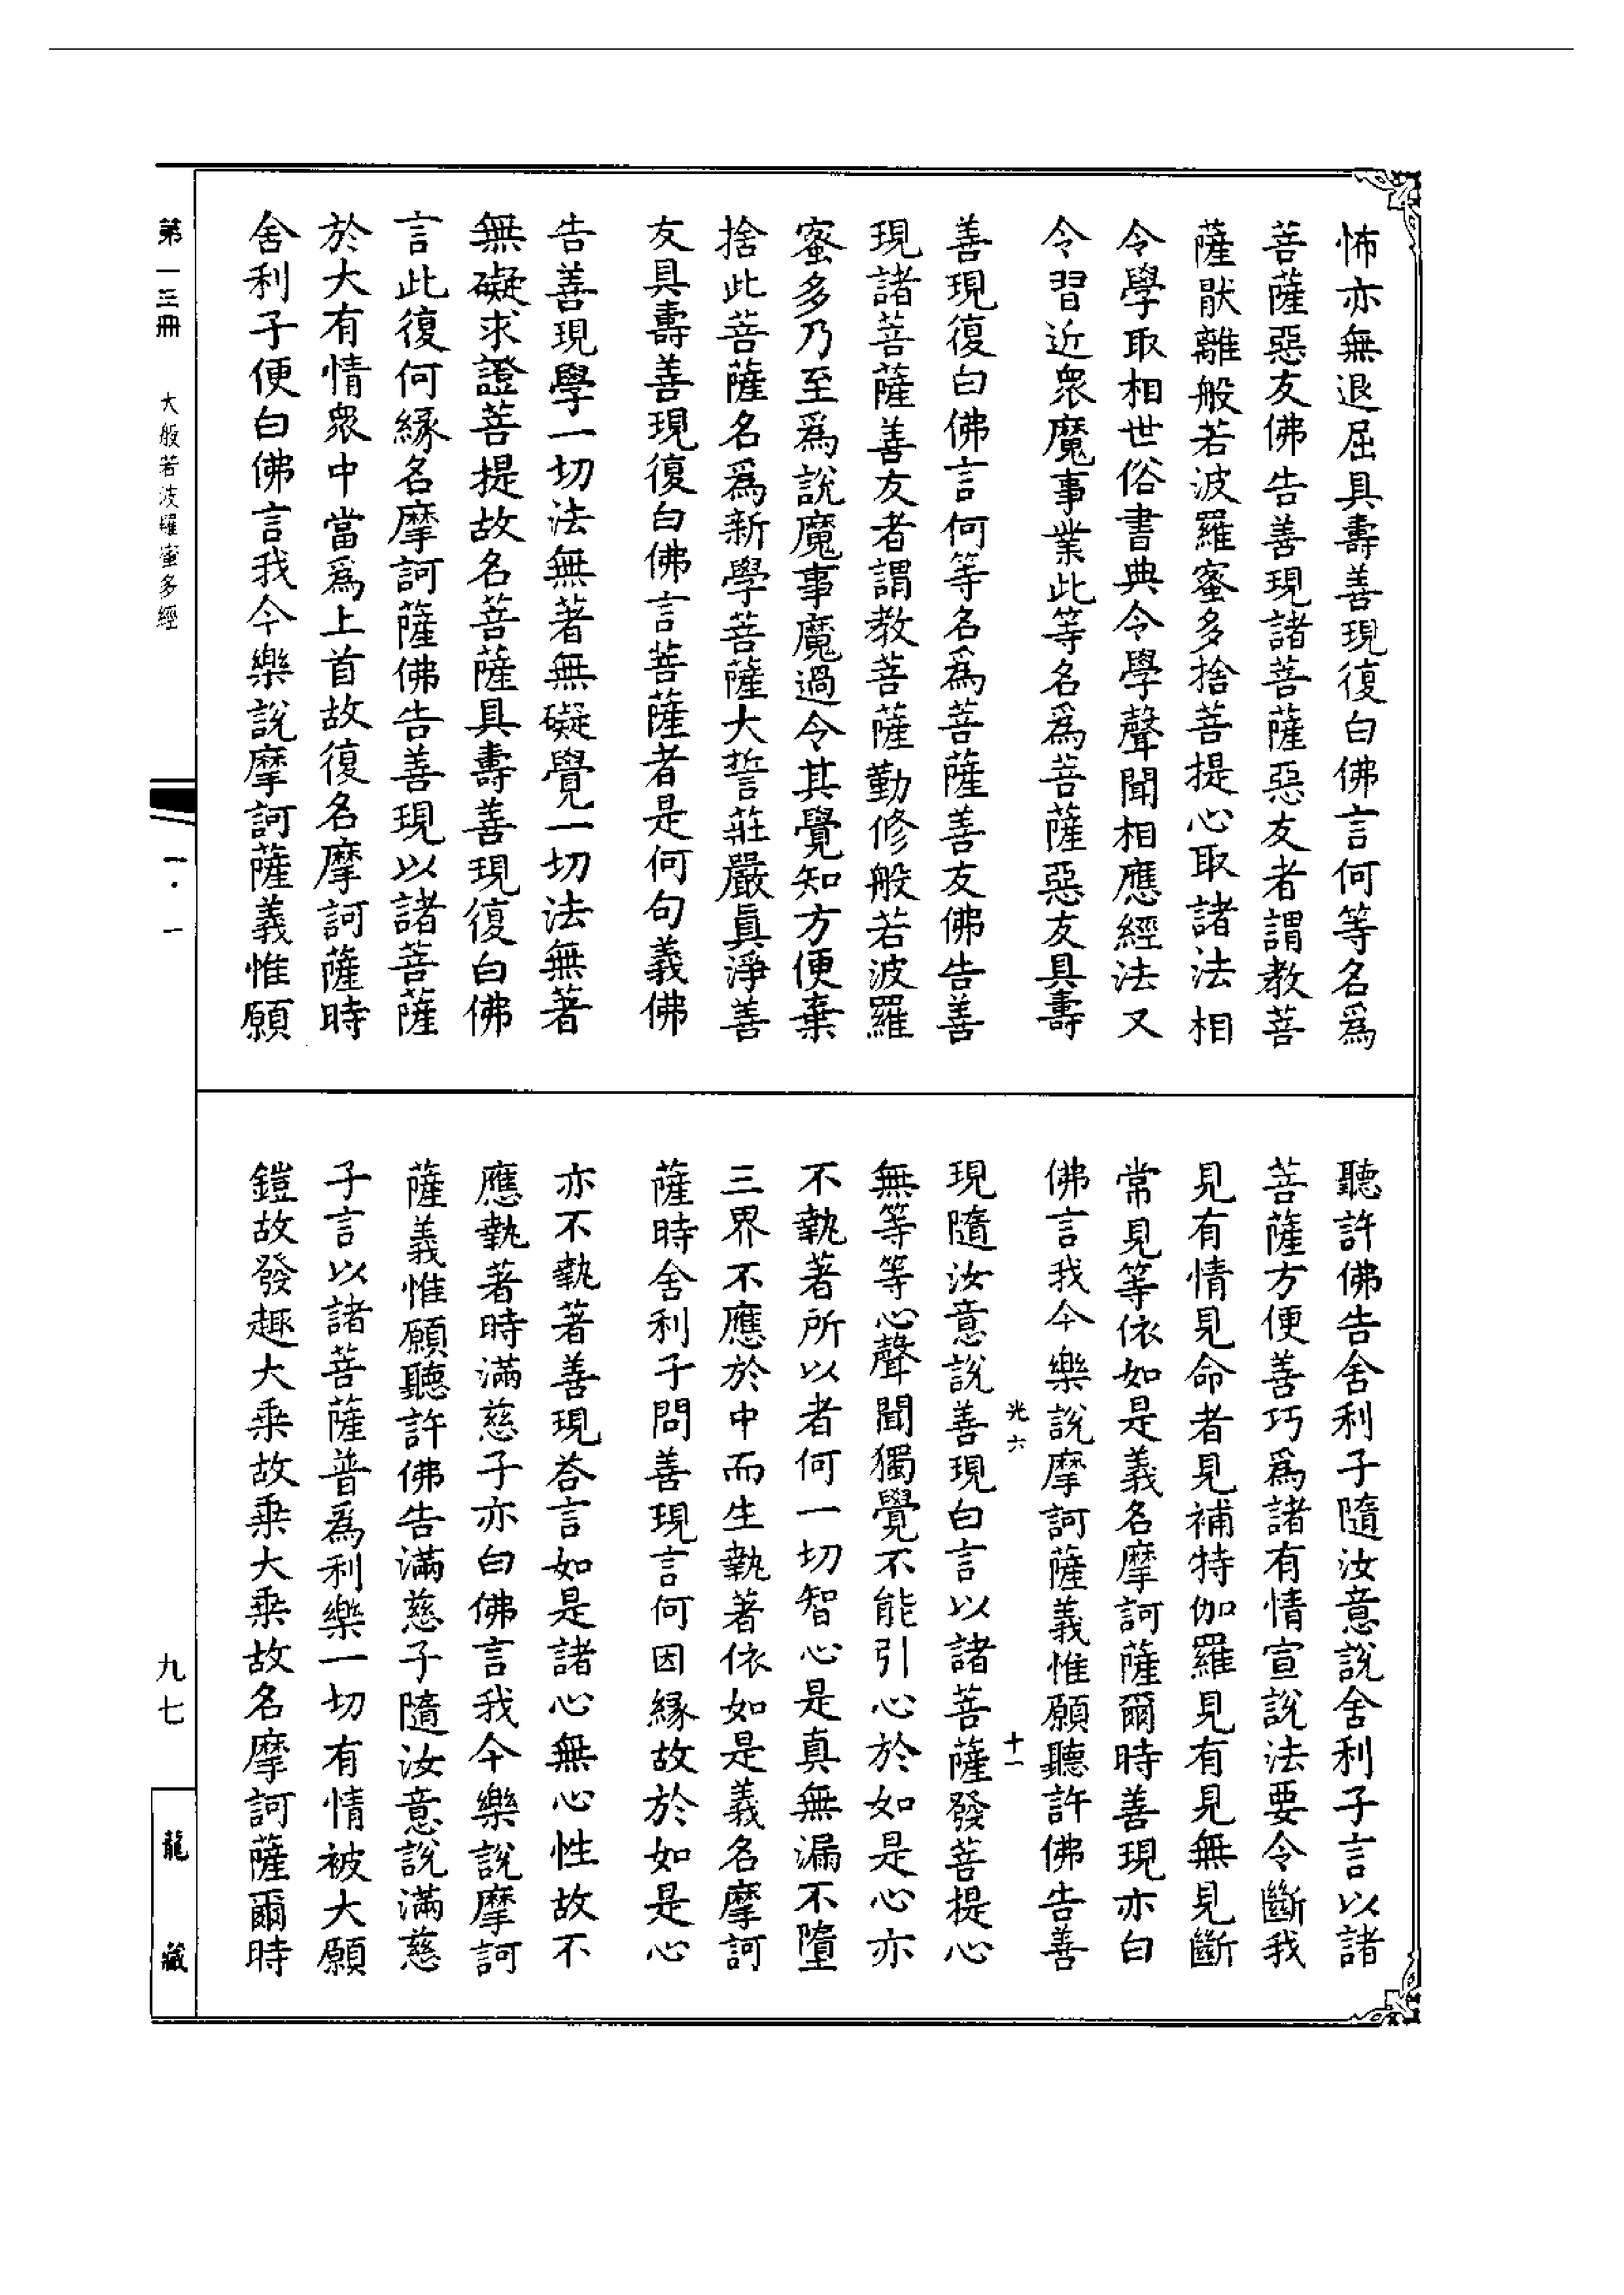 怖亦無退屈具壽善現復白佛言何等名爲
菩薩惡友佛告善現諸菩薩惡友者謂教菩
薩猒離般若波羅蜜多捨菩提心取諸法相
令學取相世俗書典令學聲聞相應經法又
令習近衆魔事業此等名爲菩薩惡友具壽
善現復白佛言何等名爲菩薩善友佛告善
現諸菩薩善友者謂教菩薩勤修般若波羅
蜜多乃至爲說魔事魔過令其覺知方便棄
捨此菩薩名爲新學菩薩大誓莊嚴眞淨善
友具壽善現復白佛言菩薩者是何句義佛
告善現學一切法無著無礙覺一切法無著
無礙求證菩提故名菩薩具壽善現復白佛
言此復何緣名摩訶薩佛告善現以諸菩薩
於大有情衆中當爲上首故復名摩訶薩時
舍利子便白佛言我今樂說摩訶薩義惟願
聽許佛告舍利子隨汝意說舍利子言以諸
菩薩方便善巧爲諸有情宣說法要令斷我
見有情見命者見補特伽羅見有見無見斷
常見等依如是義名摩訶薩爾時善現亦白
佛言我今樂說摩訶薩義惟願聽許佛告善
光六 十一
現隨汝意說善現白言以諸菩薩發菩提心
無等等心聲聞獨覺不能引心於如是心亦
不執著所以者何一切智心是真無漏不墮
三界不應於中而生執著依如是義名摩訶
薩時舍利子問善現言何因緣故於如是心
亦不執著善現荅言如是諸心無心性故不
應執著時滿慈子亦白佛言我今樂說摩訶
薩義惟願聽許佛告滿慈子隨汝意說滿慈
子言以諸菩薩普爲利樂一切有情被大願
鎧故發趣大乘故乘大乘故名摩訶薩爾時
第一三冊 大般若波羅蜜多經 一·一 九七 龍藏